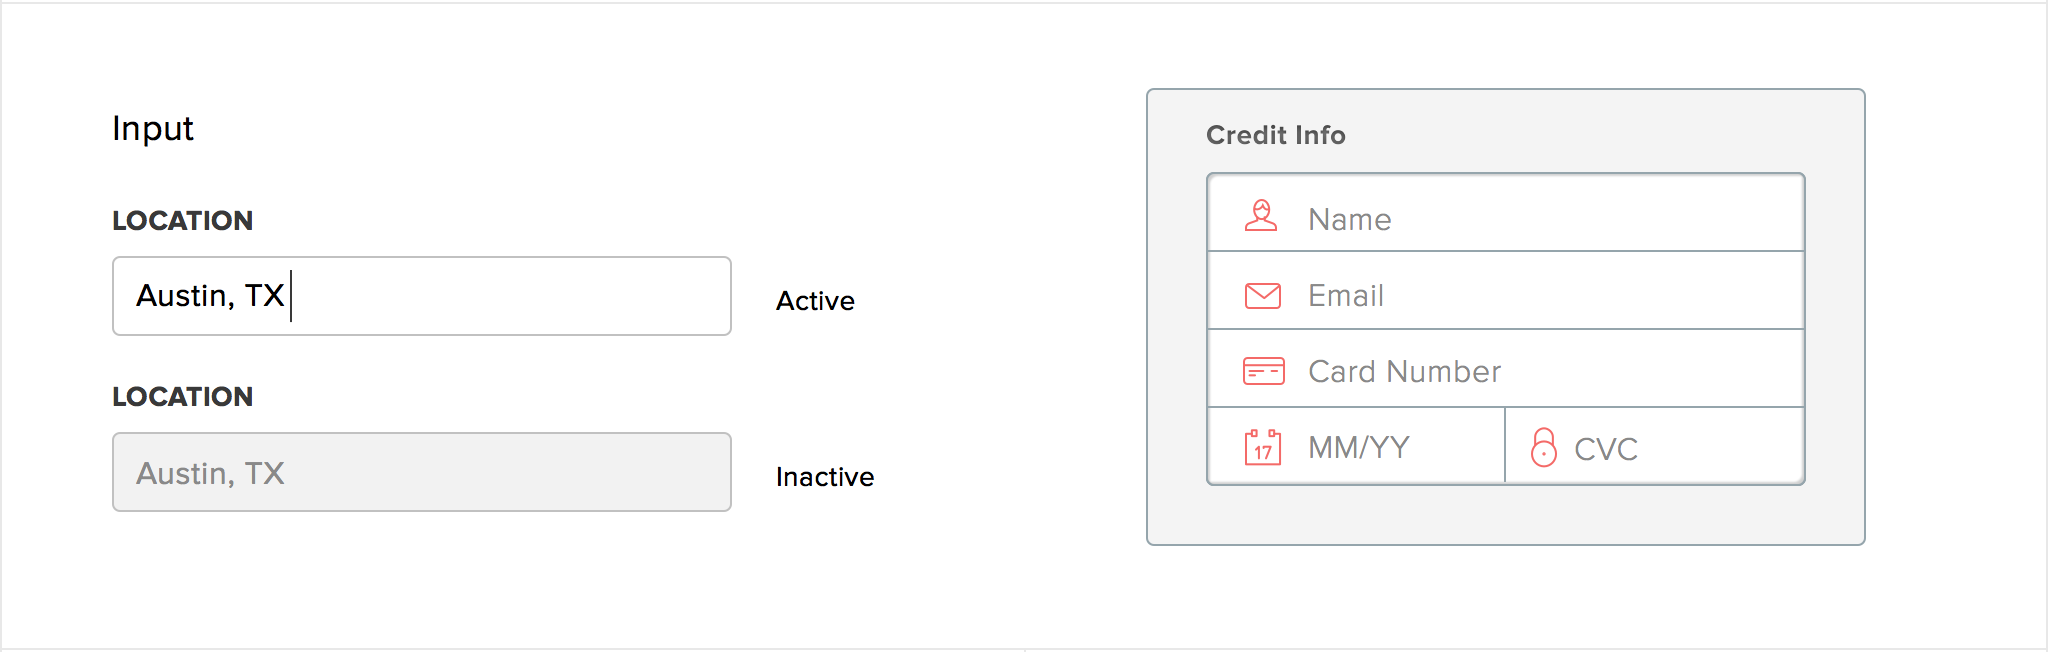 Input
LOCATION
Austin, TX
Active
LOCATION
Austin, TX
Inactive
Credit Info
Name
Email
Card Number
17 MM/YY
CVC